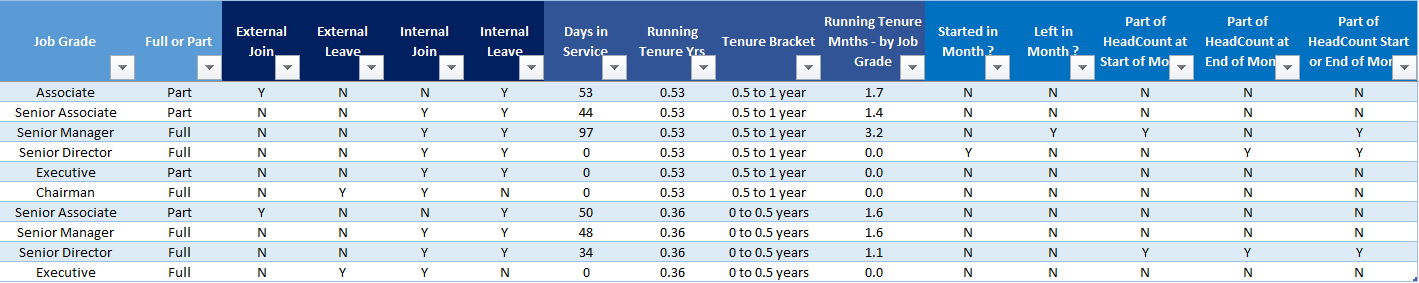 Job Grade Full or Part External Join External Leave Internal Join Internal Leave Days in Service Running Tenure Yrs Tenure Bracket Running Tenure Mnths - by Job Grade Started in Month ? Left in Month ? Part of HeadCount at Start of Mo Part of HeadCount at End of Mon Part of HeadCount Start or End of Mon
Associate Part Y N N Y 53 0.53 0.5 to 1 year 1.7 N N N N N
Senior Associate Part N N Y Y 44 0.53 0.5 to 1 year 1.4 N N N N N
Senior Manager Full N N Y Y 97 0.53 0.5 to 1 year 3.2 N Y Y N Y
Senior Director Full N N Y Y 0 0.53 0.5 to 1 year 0.0 Y N N Y Y
Executive Part N N Y Y 0 0.53 0.5 to 1 year 0.0 N N N N N
Chairman Full N Y Y N 0 0.53 0.5 to 1 year 0.0 N N N N N
Senior Associate Part Y N N Y 50 0.36 0 to 0.5 years 1.6 N N N N N
Senior Manager Full N N Y Y 48 0.36 0 to 0.5 years 1.6 N N N N N
Senior Director Full N N Y Y 34 0.36 0 to 0.5 years 1.1 N N Y Y Y
Executive Full N Y Y N 0 0.36 0 to 0.5 years 0.0 N N N N N